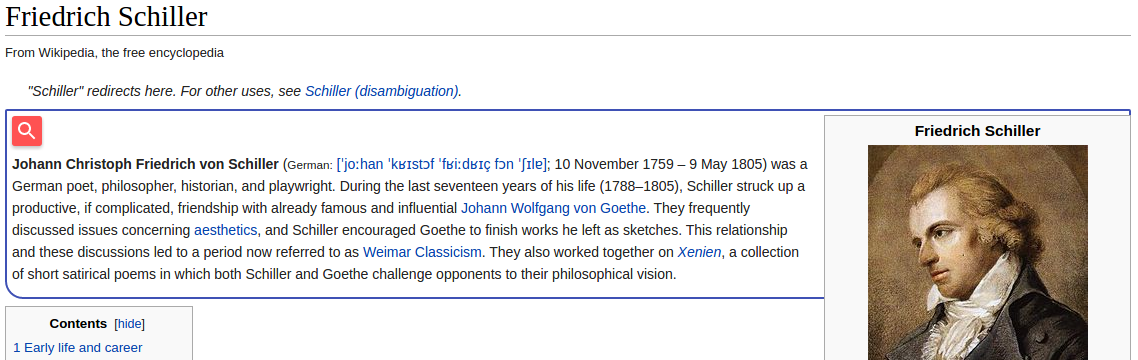 Friedrich Schiller
From Wikipedia, the free encyclopedia
"Schiller" redirects here. For other uses, see Schiller (disambiguation).
Johann Christoph Friedrich von Schiller (German: [ˈjoːhan ˈkʁɪstɔf ˈfʁiːdʁɪç fɔn ˈʃɪlɐ]; 10 November 1759 – 9 May 1805) was a
German poet, philosopher, historian, and playwright. During the last seventeen years of his life (1788–1805), Schiller struck up a
productive, if complicated, friendship with already famous and influential Johann Wolfgang von Goethe. They frequently
discussed issues concerning aesthetics, and Schiller encouraged Goethe to finish works he left as sketches. This relationship
and these discussions led to a period now referred to as Weimar Classicism. They also worked together on Xenien, a collection
of short satirical poems in which both Schiller and Goethe challenge opponents to their philosophical vision.
Friedrich Schiller
Contents [hide]
1 Early life and career